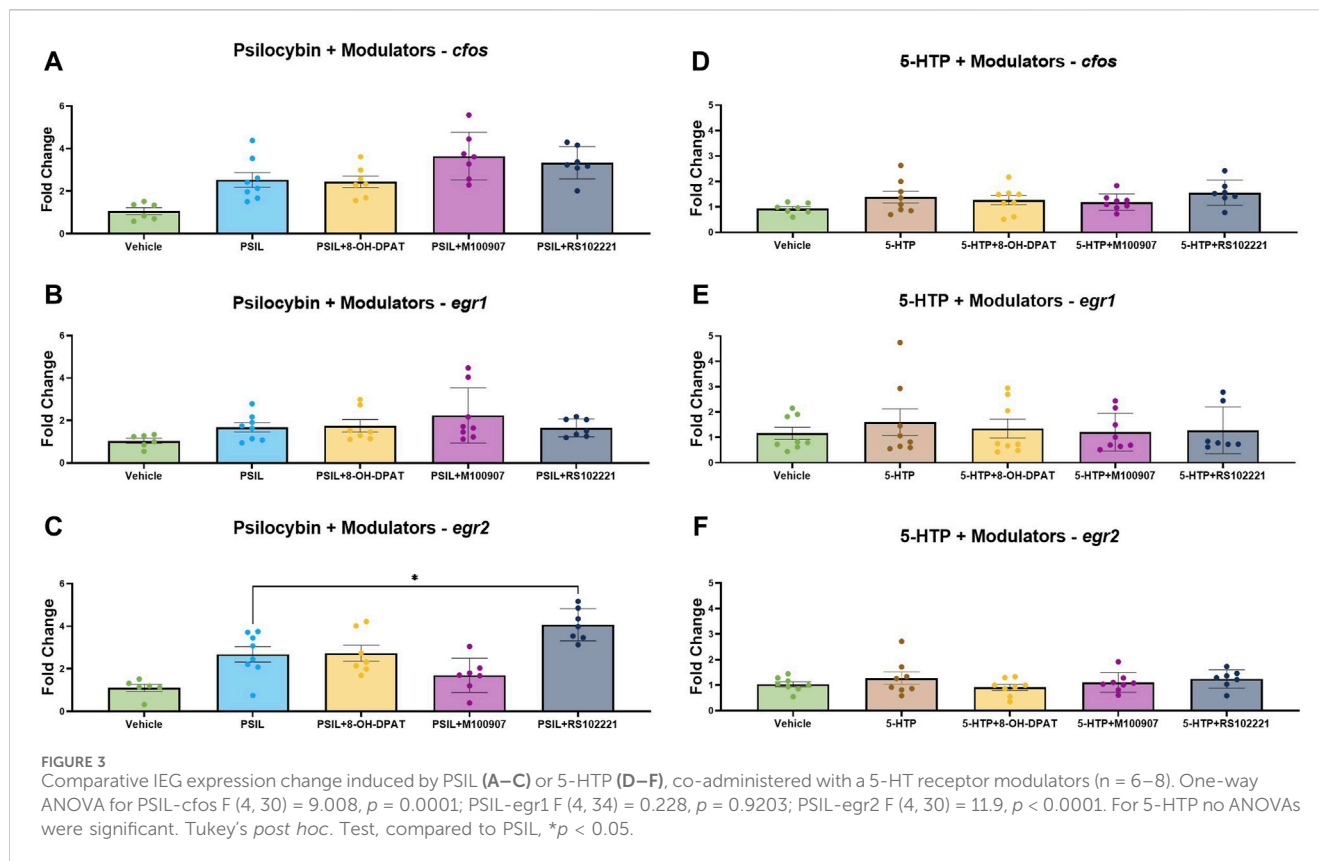 A
Psilocybin + Modulators - cfos
Fold Change
6
4
2
0
Vehicle
PSIL
PSIL+8-OH-DPAT
PSIL+M100907
PSIL+RS102221
B
Psilocybin + Modulators - egr1
Fold Change
6
4
2
0
Vehicle
PSIL
PSIL+8-OH-DPAT
PSIL+M100907
PSIL+RS102221
C
Psilocybin + Modulators - egr2
*
Fold Change
6
4
2
0
Vehicle
PSIL
PSIL+8-OH-DPAT
PSIL+M100907
PSIL+RS102221
D
5-HTP + Modulators - cfos
Fold Change
5
4
3
2
1
0
Vehicle
5-HTP
5-HTP+8-OH-DPAT
5-HTP+M100907
5-HTP+RS102221
E
5-HTP + Modulators - egr1
Fold Change
5
4
3
2
1
0
Vehicle
5-HTP
5-HTP+8-OH-DPAT
5-HTP+M100907
5-HTP+RS102221
F
5-HTP + Modulators - egr2
Fold Change
5
4
3
2
1
0
Vehicle
5-HTP
5-HTP+8-OH-DPAT
5-HTP+M100907
5-HTP+RS102221
FIGURE 3
Comparative IEG expression change induced by PSIL (A–C) or 5-HTP (D–F), co-administered with a 5-HT receptor modulators (n = 6–8). One-way
ANOVA for PSIL-cfos F (4, 30) = 9.008, p = 0.0001; PSIL-egr1 F (4, 34) = 0.228, p = 0.9203; PSIL-egr2 F (4, 30) = 11.9, p < 0.0001. For 5-HTP no ANOVAs
were significant. Tukey's post hoc. Test, compared to PSIL, *p < 0.05.